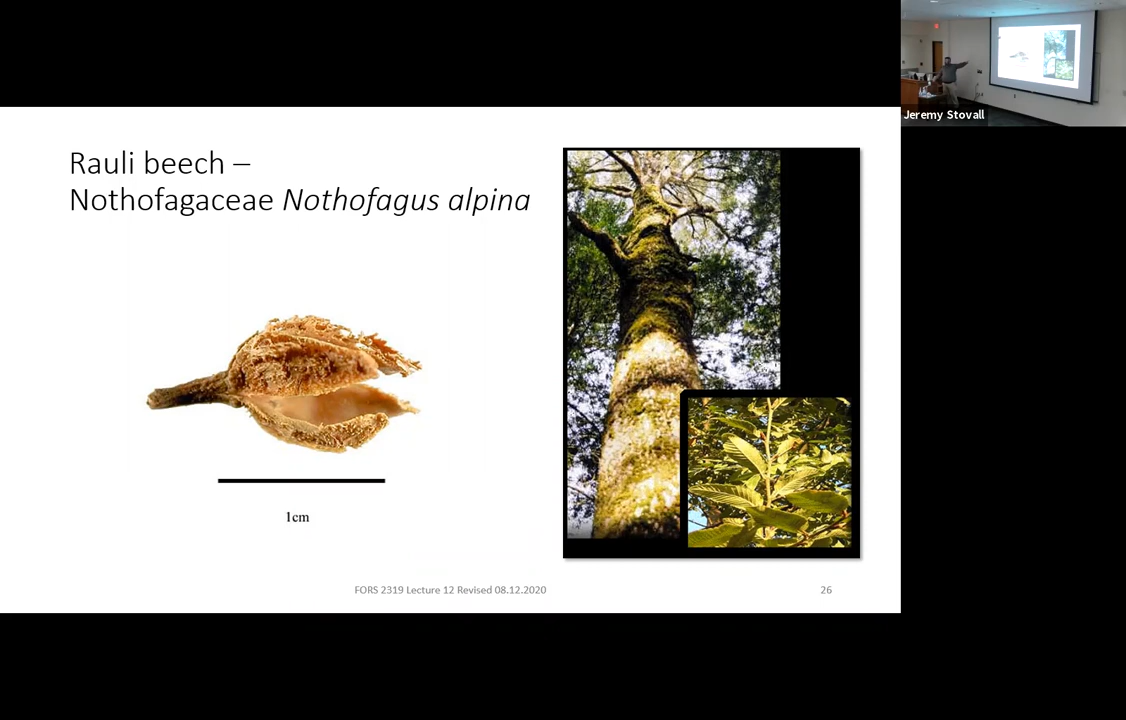 Rauli beech –
Nothofagaceae Nothofagus alpina
1cm
FORS 2319 Lecture 12 Revised 08.12.2020
26
Jeremy Stovall